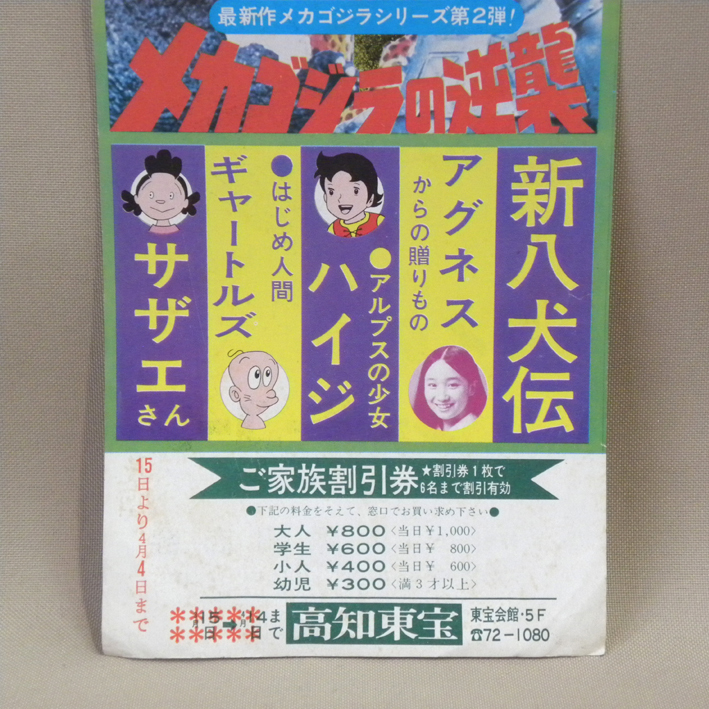 最新作メカゴジラシリーズ第2弾!
メカゴジラの逆襲
新八犬伝
アグネス
からの贈りもの
●アルプスの少女
ハイジ
●はじめ人間
ギャートルズ
サザエさん
15日より4月4日まで
ご家族割引券
★割引券1枚で
6名まで割引有効
●下記の料金をそえて、窓口でお買い求め下さい●
大人 ¥800〈当日¥1,000〉
学生 ¥600〈当日¥ 800〉
小人 ¥400〈当日¥ 600〉
幼児 ¥300〈満3才以上〉
高知東宝
東宝会館・5F
☎72-1080